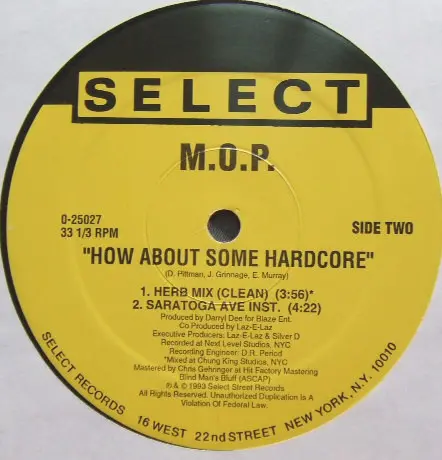 SELECT
M.O.P.
0-25027
33 1/3 RPM
SIDE TWO
"HOW ABOUT SOME HARDCORE"
(D. Pittman, J. Grinnage, E. Murray)
1. HERB MIX (CLEAN) (3:56)*
2. SARATOGA AVE INST. (4:22)
Produced by Darryl Dee for Blaze Ent.
Co Produced by Laz-E-Laz
Executive Producers: Laz-E-Laz & Silver D
Recorded at Next Level Studios, NYC
Recording Engineer: D.R. Period
*Mixed at Chung King Studios, NYC
Mastered by Chris Gehringer at Hit Factory Mastering
Blind Man's Bluff (ASCAP)
℗ & © 1993 Select Street Records
All Rights Reserved. Unauthorized Duplication is A
Violation Of Federal Law.
SELECT RECORDS 16 WEST 22nd STREET NEW YORK, N.Y. 10010